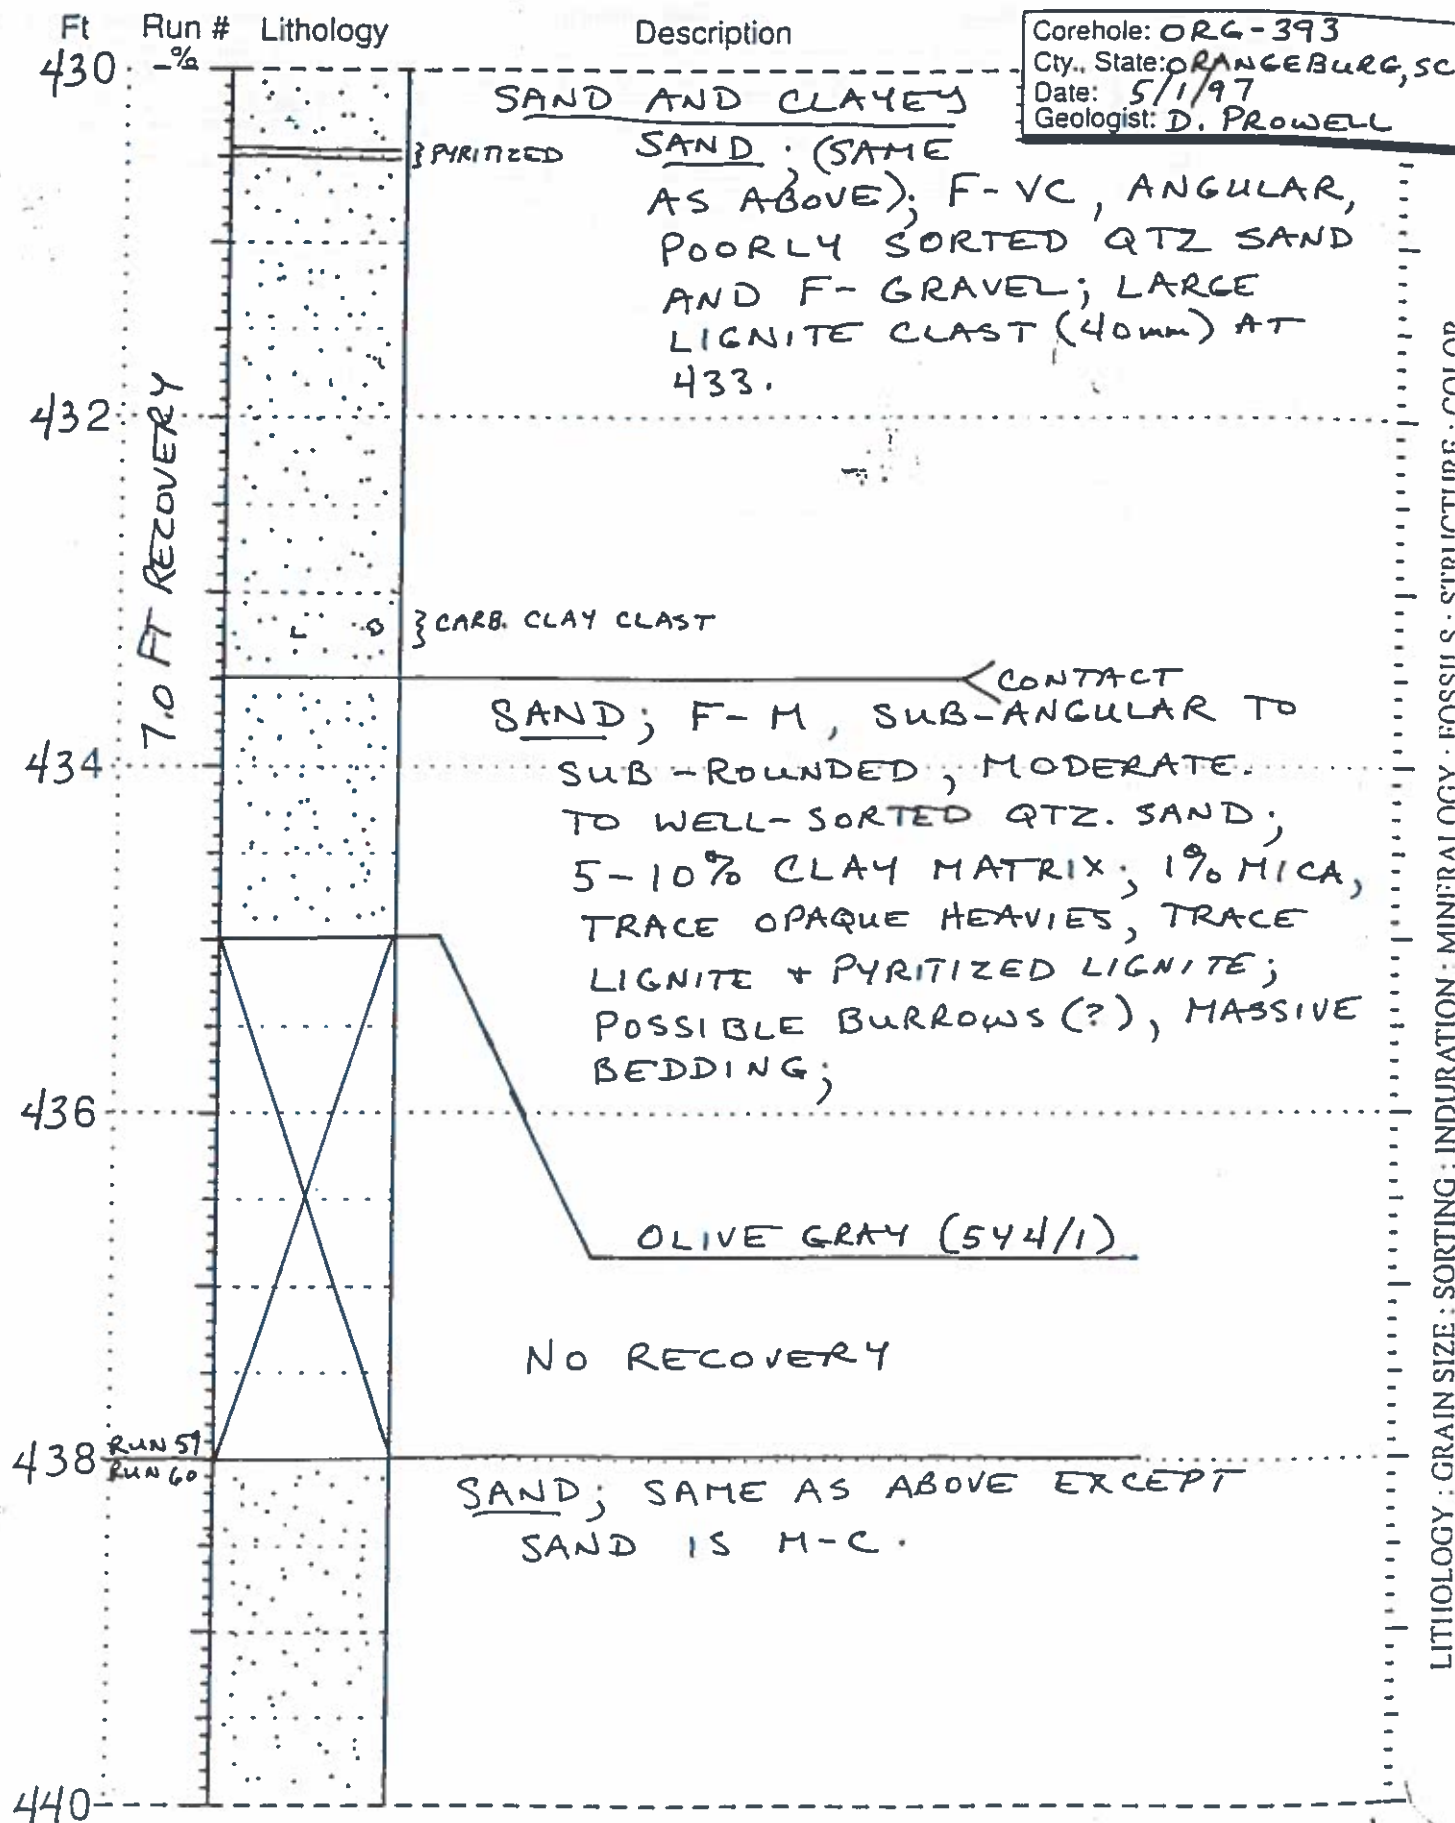 Ft Run # Lithology Description
-%
Corehole: ORG-393
Cty., State: ORANGEBURG, SC
Date: 5/1/97
Geologist: D. PROWELL
430
SAND AND CLAYEY
SAND; (SAME
AS ABOVE); F-VC, ANGULAR,
POORLY SORTED QTZ SAND
AND F- GRAVEL; LARGE
LIGNITE CLAST (40mm) AT
433.
} PYRITIZED
432
7.0 FT RECOVERY
} CARB. CLAY CLAST
L
CONTACT
SAND; F-M, SUB-ANGULAR TO
SUB-ROUNDED, MODERATE
TO WELL-SORTED QTZ. SAND;
5-10% CLAY MATRIX; 1% MICA,
TRACE OPAQUE HEAVIES, TRACE
LIGNITE + PYRITIZED LIGNITE;
POSSIBLE BURROWS (?), MASSIVE
BEDDING;
434
436
OLIVE GRAY (5Y4/1)
NO RECOVERY
438
RUN 59
RUN 60
SAND; SAME AS ABOVE EXCEPT
SAND IS M-C.
440
LITHOLOGY : GRAIN SIZE : SORTING : INDURATION : MINERALOGY : FOSSILS : STRUCTURE : COLOR